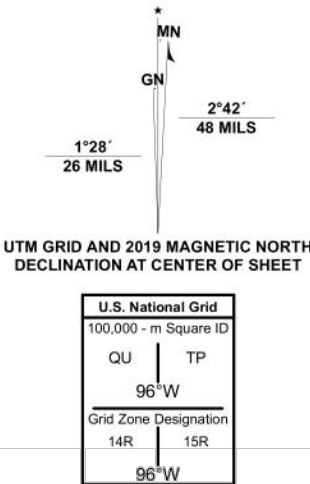 ★
MN
GN
2°42´
48 MILS
1°28´
26 MILS
UTM GRID AND 2019 MAGNETIC NORTH
DECLINATION AT CENTER OF SHEET
U.S. National Grid
100,000 - m Square ID
QU TP
96°W
Grid Zone Designation
14R 15R
96°W